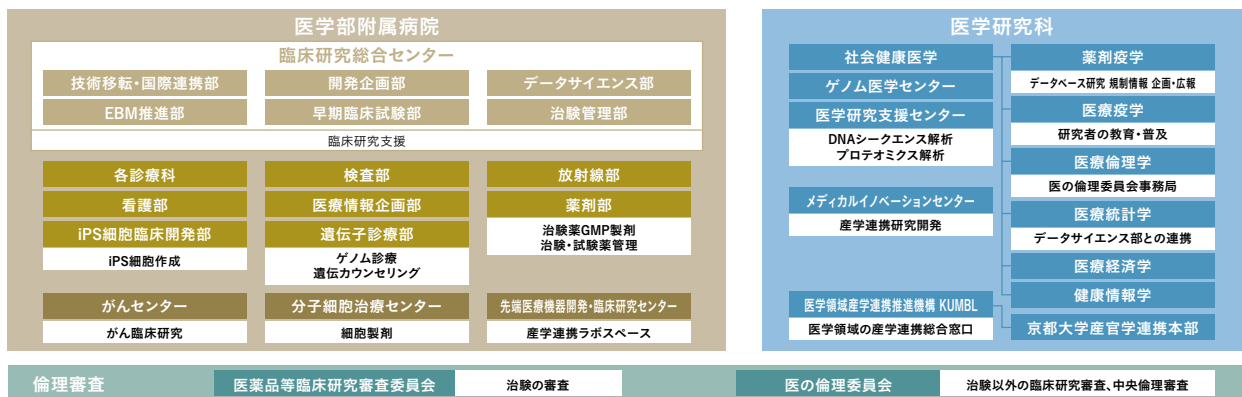 医学部附属病院
臨床研究総合センター
技術移転・国際連携部
開発企画部
データサイエンス部
EBM推進部
早期臨床試験部
治験管理部
臨床研究支援
各診療科
検査部
放射線部
看護部
医療情報企画部
薬剤部
治験薬GMP製剤
治験・試験薬管理
iPS細胞臨床開発部
iPS細胞作成
遺伝子診療部
ゲノム診療
遺伝カウンセリング
がんセンター
がん臨床研究
分子細胞治療センター
細胞製剤
先端医療機器開発・臨床研究センター
産学連携ラボスペース
医学研究科
社会健康医学
ゲノム医学センター
医学研究支援センター
DNAシークエンス解析
プロテオミクス解析
メディカルイノベーションセンター
産学連携研究開発
医学領域産学連携推進機構 KUMBL
医学領域の産学連携総合窓口
薬剤疫学
データベース研究 規制情報 企画・広報
医療疫学
研究者の教育・普及
医療倫理学
医の倫理委員会事務局
医療統計学
データサイエンス部との連携
医療経済学
健康情報学
京都大学産官学連携本部
倫理審査
医薬品等臨床研究審査委員会
治験の審査
医の倫理委員会
治験以外の臨床研究審査、中央倫理審査